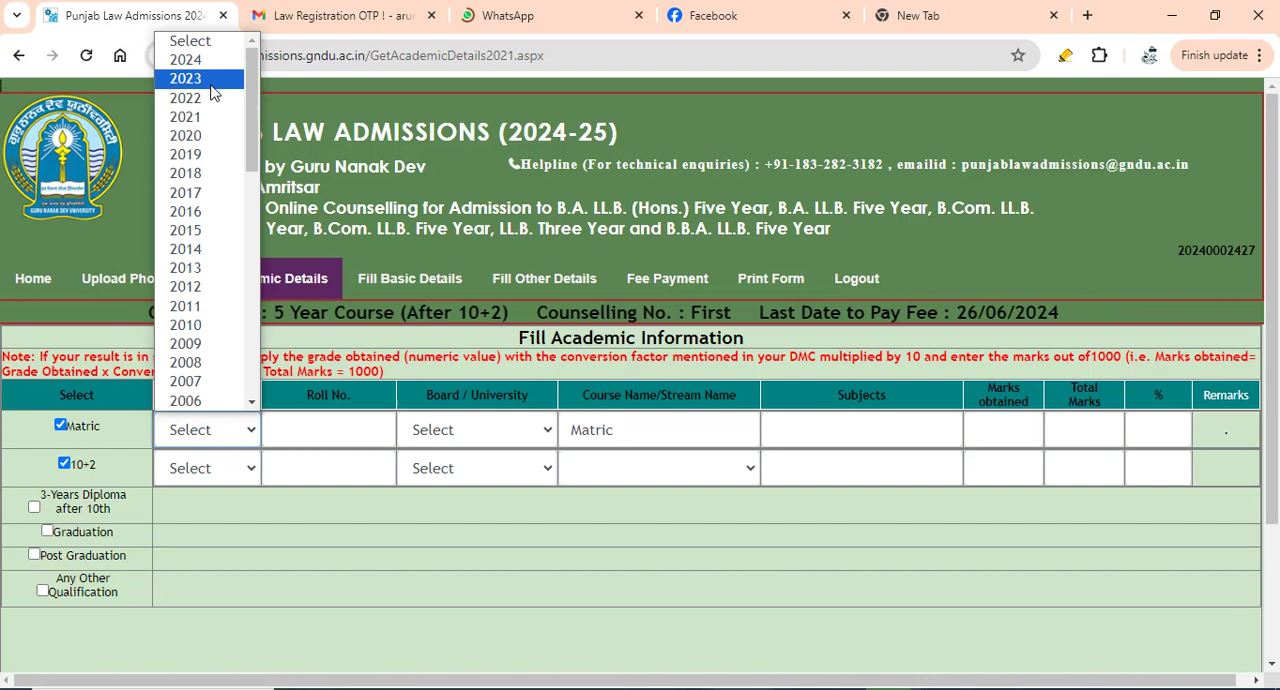 Punjab Law Admissions 2024
Law Registration OTP ! - arun
WhatsApp
Facebook
New Tab
missions.gndu.ac.in/GetAcademicDetails2021.aspx
Finish update
LAW ADMISSIONS (2024-25)
by Guru Nanak Dev
Amritsar
Helpline (For technical enquiries) : +91-183-282-3182 , emailid : punjablawadmissions@gndu.ac.in
Online Counselling for Admission to B.A. LL.B. (Hons.) Five Year, B.A. LL.B. Five Year, B.Com. LL.B.
Year, B.Com. LL.B. Five Year, LL.B. Three Year and B.B.A. LL.B. Five Year
20240002427
ਗੁਰੂ ਨਾਨਕ ਦੇਵ ਯੂਨੀਵਰਸਿਟੀ
GURU NANAK DEV UNIVERSITY
Home
Upload Pho
mic Details
Fill Basic Details
Fill Other Details
Fee Payment
Print Form
Logout
: 5 Year Course (After 10+2) Counselling No. : First Last Date to Pay Fee : 26/06/2024
Fill Academic Information
Note: If your result is in
ply the grade obtained (numeric value) with the conversion factor mentioned in your DMC multiplied by 10 and enter the marks out of1000 (i.e. Marks obtained=
Grade Obtained x Conver
Total Marks = 1000)
Select
2024
2023
2022
2021
2020
2019
2018
2017
2016
2015
2014
2013
2012
2011
2010
2009
2008
2007
2006
Select
Roll No.
Board / University
Course Name/Stream Name
Subjects
Marks obtained
Total Marks
%
Remarks
Matric
Select
Select
Matric
.
10+2
Select
Select
3-Years Diploma
after 10th
Graduation
Post Graduation
Any Other
Qualification